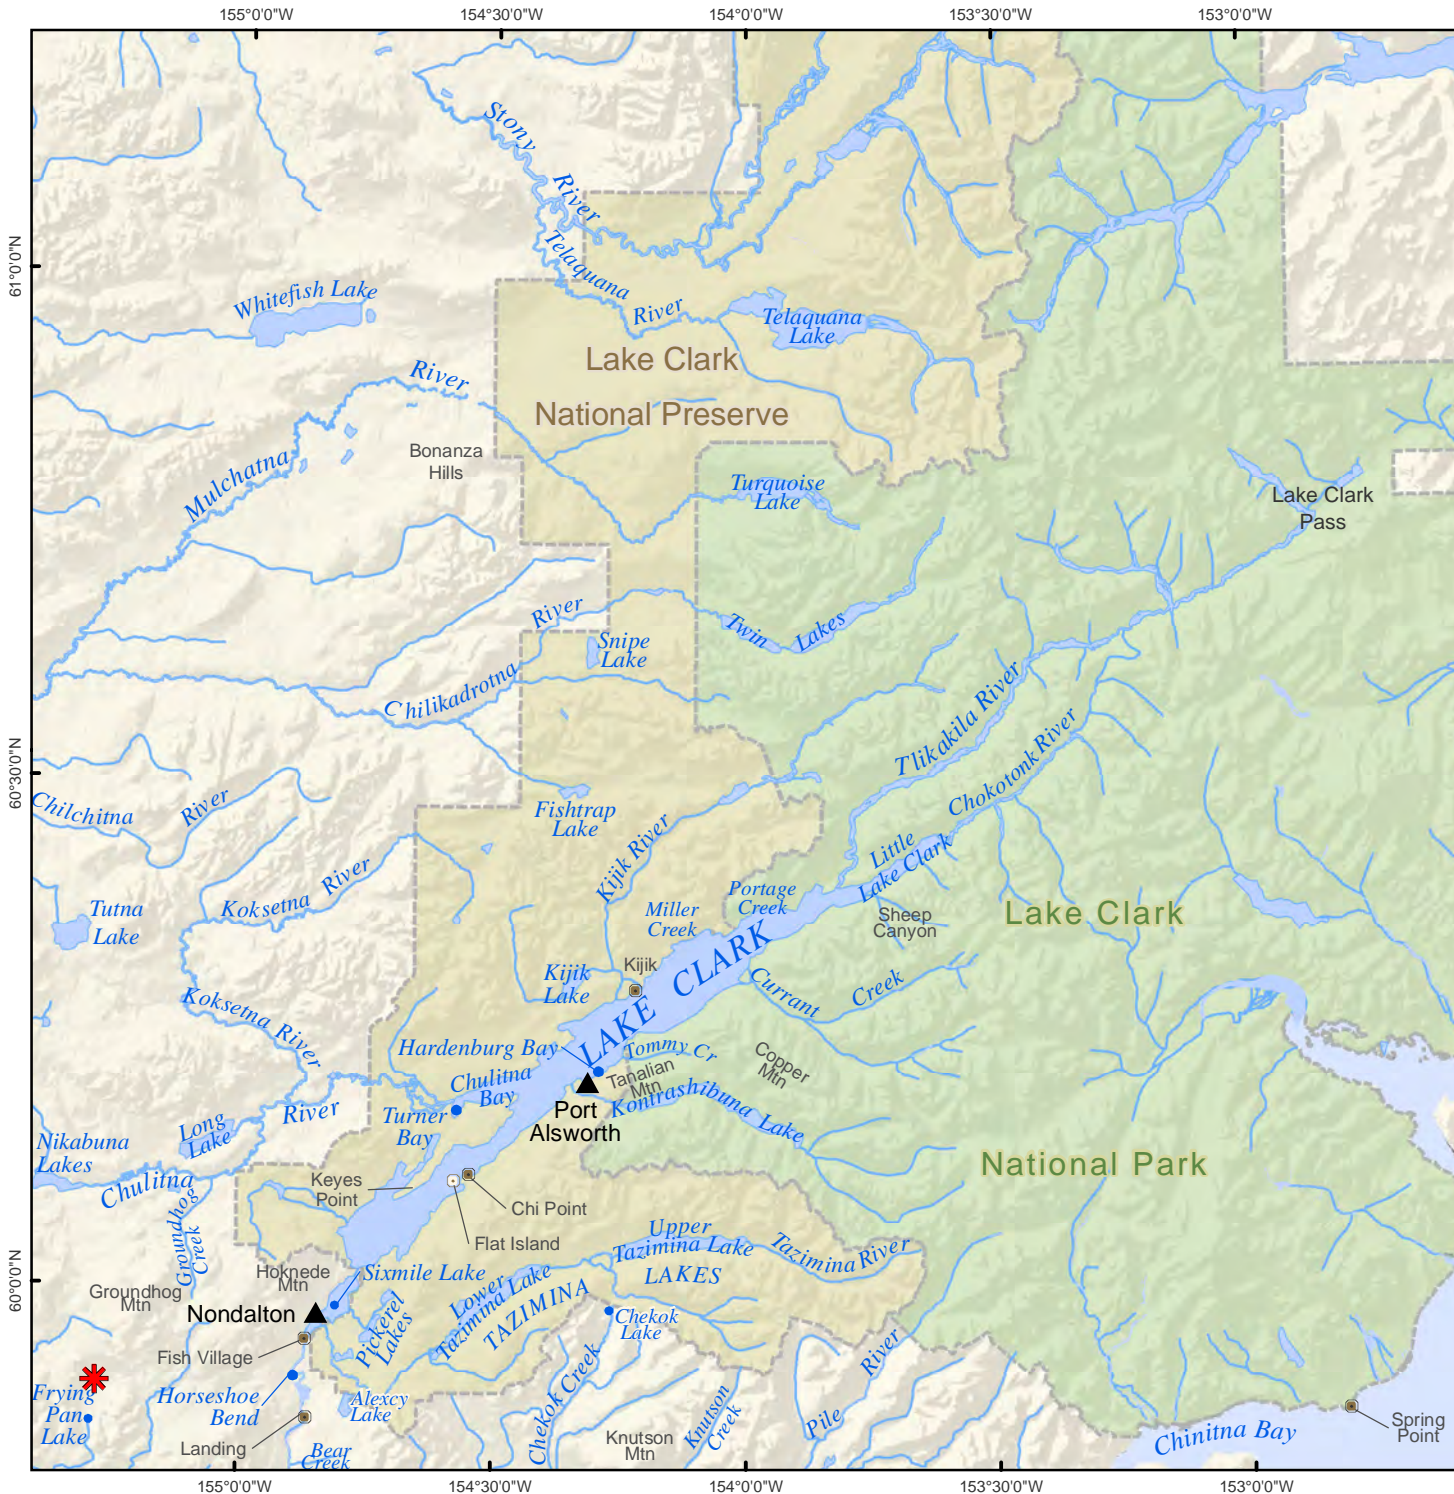 155°0'0"W
154°30'0"W
154°0'0"W
153°30'0"W
153°0'0"W
61°0'0"N
60°30'0"N
60°0'0"N
Stony
River
Telaquana
River
Whitefish Lake
Telaquana
Lake
Lake Clark
National Preserve
River
Mulchatna
Bonanza
Hills
Turquoise
Lake
Lake Clark
Pass
River
Twin
Lakes
Snipe
Lake
Chilikadrotna
Tlikakila River
Chokotonk River
Chilchitna
River
Fishtrap
Lake
Kijik River
Little
Lake Clark
Koksetna
River
Portage
Creek
Miller
Creek
Sheep
Canyon
Lake Clark
Tutna
Lake
Kijik
Kijik
Lake
LAKE CLARK
Currant
Creek
Koksetna River
Hardenburg Bay
Tommy Cr
Copper
Mtn
Tanalian
Mtn
Chulitna
Bay
Port
Alsworth
Kontrashibuna Lake
Turner
Bay
River
Long
Lake
Nikabuna
Lakes
National Park
Chulitna
Keyes
Point
Chi Point
Flat Island
Groundhog
Creek
Upper
Tazimina Lake
Tazimina River
LAKES
Hoknede
Mtn
Sixmile Lake
Lower
Tazimina Lake
TAZIMINA
Groundhog
Mtn
Nondalton
Pickerel
Lakes
Chekok
Lake
Fish Village
Frying
Pan
Lake
Horseshoe
Bend
Alexcy
Lake
Chekok Creek
Knutson
Creek
Pile
River
Landing
Bear
Creek
Knutson
Mtn
Chinitna Bay
Spring
Point
155°0'0"W
154°30'0"W
154°0'0"W
153°30'0"W
153°0'0"W